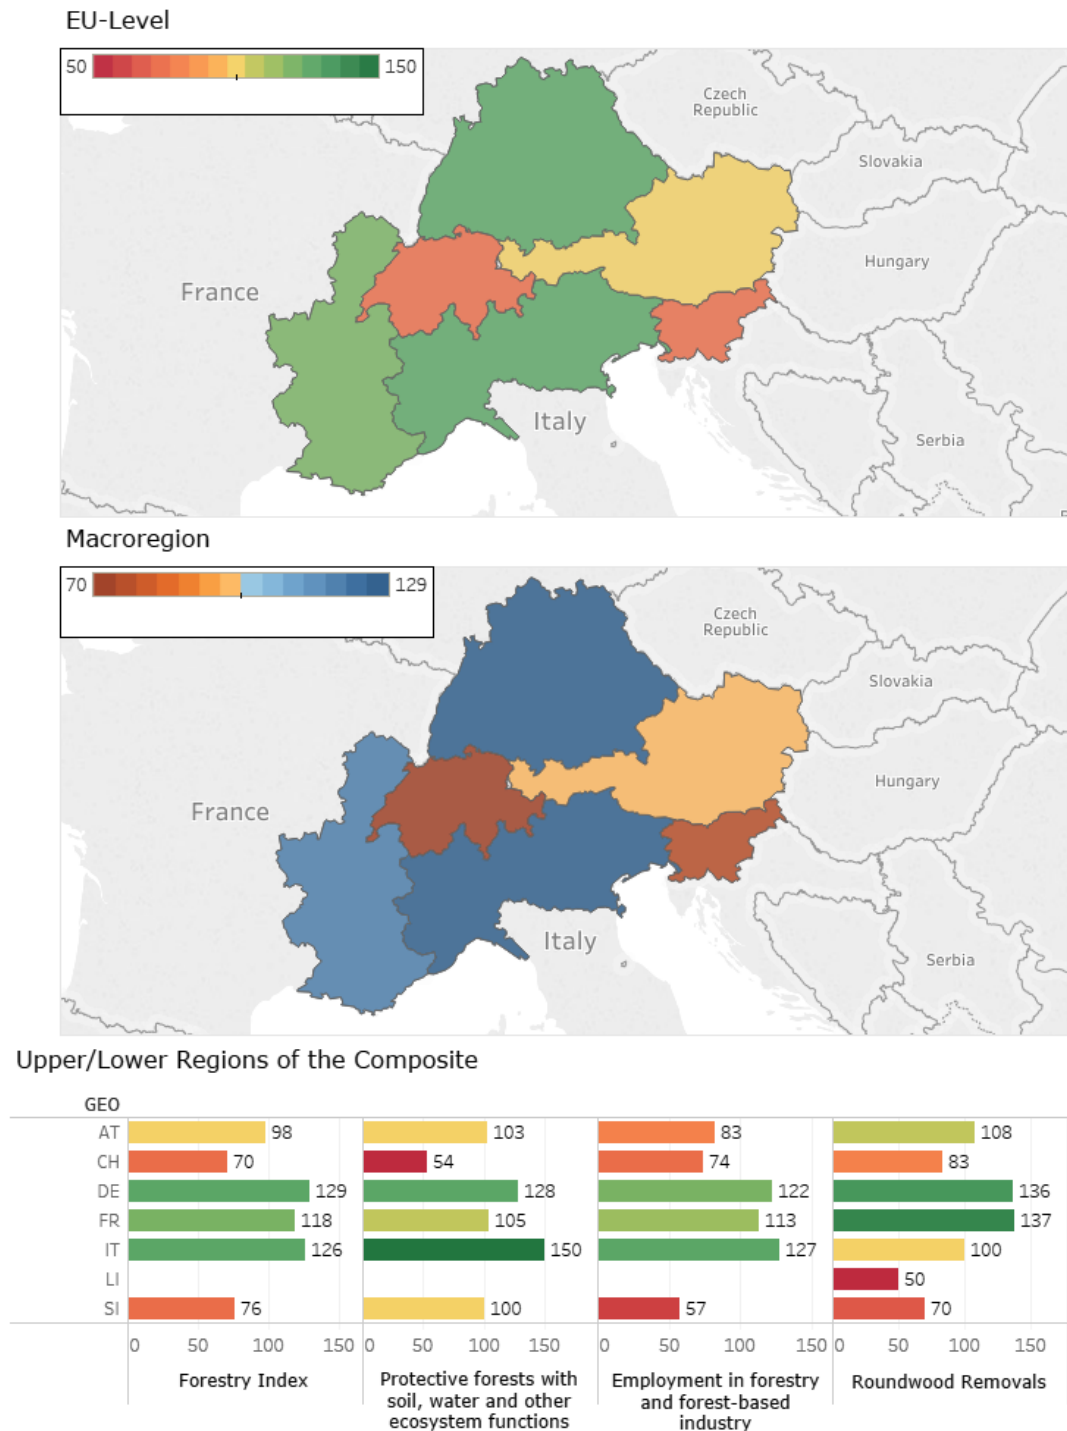 EU-Level
50 150
Czech
Republic
Slovakia
Hungary
France
Italy
Serbia
Macroregion
70 129
Czech
Republic
Slovakia
Hungary
France
Italy
Serbia
Upper/Lower Regions of the Composite
GEO
AT 98 103 83 108
CH 70 54 74 83
DE 129 128 122 136
FR 118 105 113 137
IT 126 150 127 100
LI 50
SI 76 100 57 70
0 50 100 150 0 50 100 150 0 50 100 150 0 50 100 150
Forestry Index
Protective forests with
soil, water and other
ecosystem functions
Employment in forestry
and forest-based
industry
Roundwood Removals